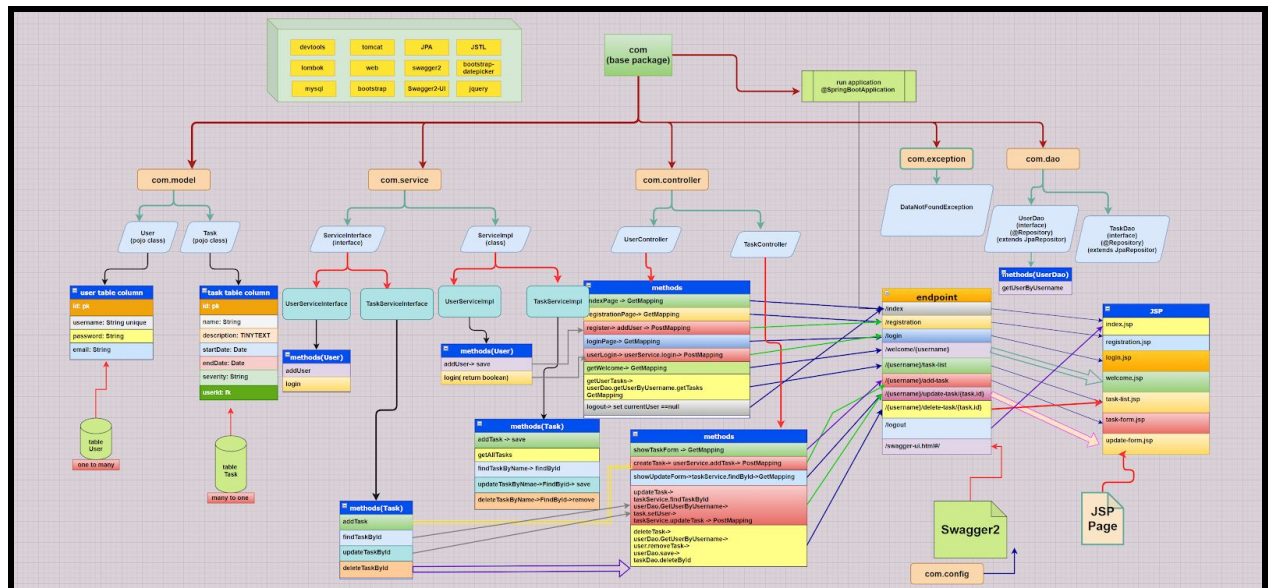 devtools
tomcat
JPA
JSTL
lombok
web
swagger2
bootstrap-
datepicker
mysql
bootstrap
Swagger2-UI
jquery
com
(base package)
run application
@SpringBootApplication
com.model
com.service
com.controller
com.exception
com.dao
User
(pojo class)
Task
(pojo class)
ServiceInterface
(interface)
ServiceImpl
(class)
UserController
TaskController
DataNotFoundException
UserDao
(interface)
(@Repository)
(extends JpaRepositor)
TaskDao
(interface)
(@Repository)
(extends JpaRepositor)
methods(UserDao)
getUserByUsername
user table column
id: pk
username: String unique
password: String
email: String
task table column
id: pk
name: String
description: TINYTEXT
startDate: Date
endDate: Date
severity: String
userId: fk
UserServiceInterface
TaskServiceInterface
UserServiceImpl
TaskServiceImpl
methods(User)
addUser
login
methods(User)
addUser-> save
login( return boolean)
methods
indexPage -> GetMapping
registrationPage-> GetMapping
register-> addUser -> PostMapping
loginPage-> GetMapping
userLogin-> userService.login-> PostMapping
getWelcome-> GetMapping
getUserTasks->
userDao.getUserByUsername.getTasks
GetMapping
logout-> set currentUser ==null
endpoint
/index
/registration
/login
/welcome/{username}
/{username}/task-list
/{username}/add-task
/{username}/update-task/{task.id}
/{username}/delete-task/{task.id}
/logout
/swagger-ui.html#/
JSP
index.jsp
registration.jsp
login.jsp
welcome.jsp
task-list.jsp
task-form.jsp
update-form.jsp
table
User
one to many
table
Task
many to one
methods(Task)
addTask -> save
getAllTasks
findTaskByName-> findById
updateTaskByNmae->FindByid-> save
deleteTaskByName->FindById->remove
methods(Task)
addTask
findTaskById
updateTaskById
deleteTaskById
methods
showTaskForm -> GetMapping
createTask-> userService.addTask-> PostMapping
showUpdateForm->taskService.findById->GetMapping
updateTask->
taskService.findTaskById
userDao.GetUserByUsername->
task.setUser->
taskService.updateTask -> PostMapping
deleteTask->
userDao.GetUserByUsername->
user.removeTask->
userDao.save->
taskDao.deleteById
Swagger2
com.config
JSP
Page